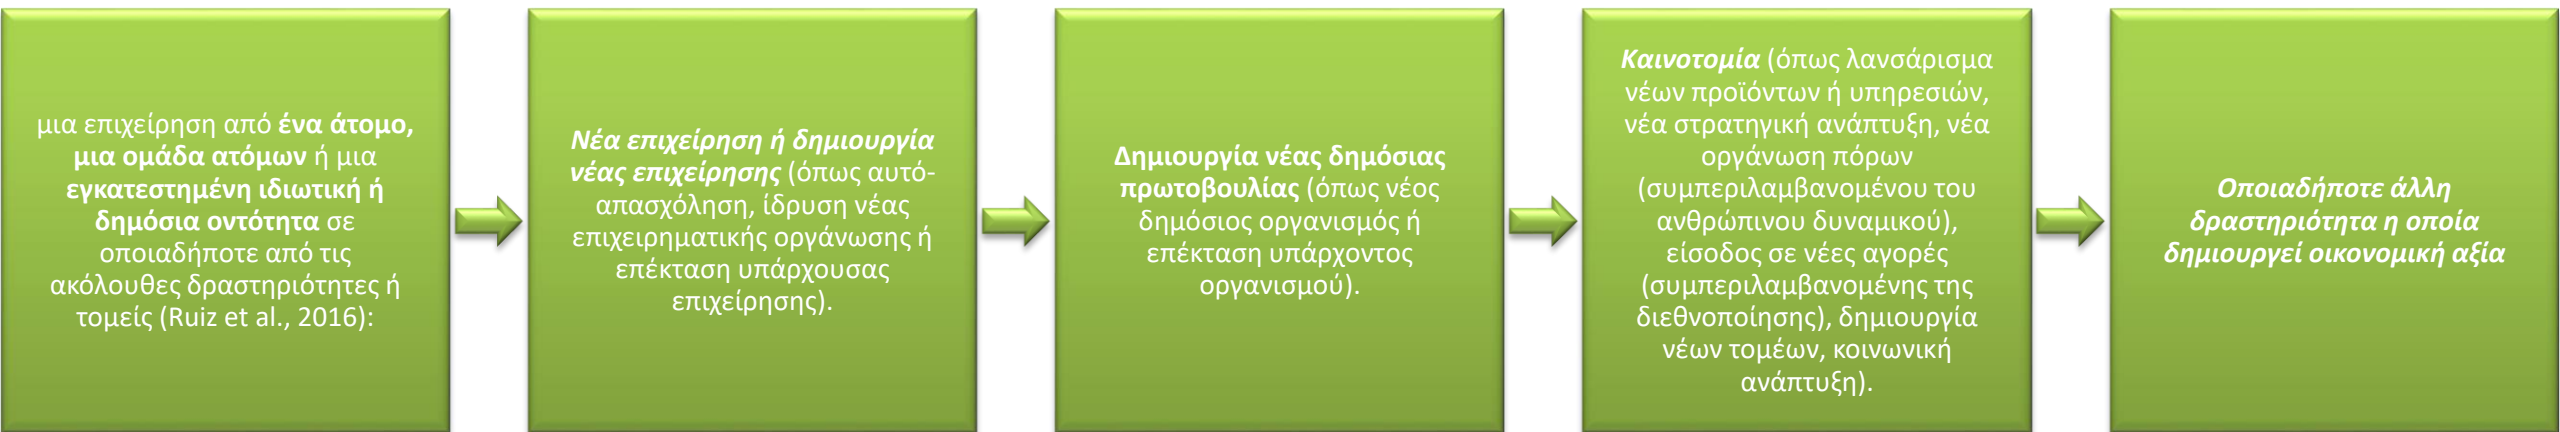 μια επιχείρηση από ένα άτομο,
μια ομάδα ατόμων ή μια
εγκατεστημένη ιδιωτική ή
δημόσια οντότητα σε
οποιαδήποτε από τις
ακόλουθες δραστηριότητες ή
τομείς (Ruiz et al., 2016):
Νέα επιχείρηση ή δημιουργία
νέας επιχείρησης (όπως αυτό-
απασχόληση, ίδρυση νέας
επιχειρηματικής οργάνωσης ή
επέκταση υπάρχουσας
επιχείρησης).
Δημιουργία νέας δημόσιας
πρωτοβουλίας (όπως νέος
δημόσιος οργανισμός ή
επέκταση υπάρχοντος
οργανισμού).
Καινοτομία (όπως λανσάρισμα
νέων προϊόντων ή υπηρεσιών,
νέα στρατηγική ανάπτυξη, νέα
οργάνωση πόρων
(συμπεριλαμβανομένου του
ανθρώπινου δυναμικού),
είσοδος σε νέες αγορές
(συμπεριλαμβανομένης της
διεθνοποίησης), δημιουργία
νέων τομέων, κοινωνική
ανάπτυξη).
Οποιαδήποτε άλλη
δραστηριότητα η οποία
δημιουργεί οικονομική αξία